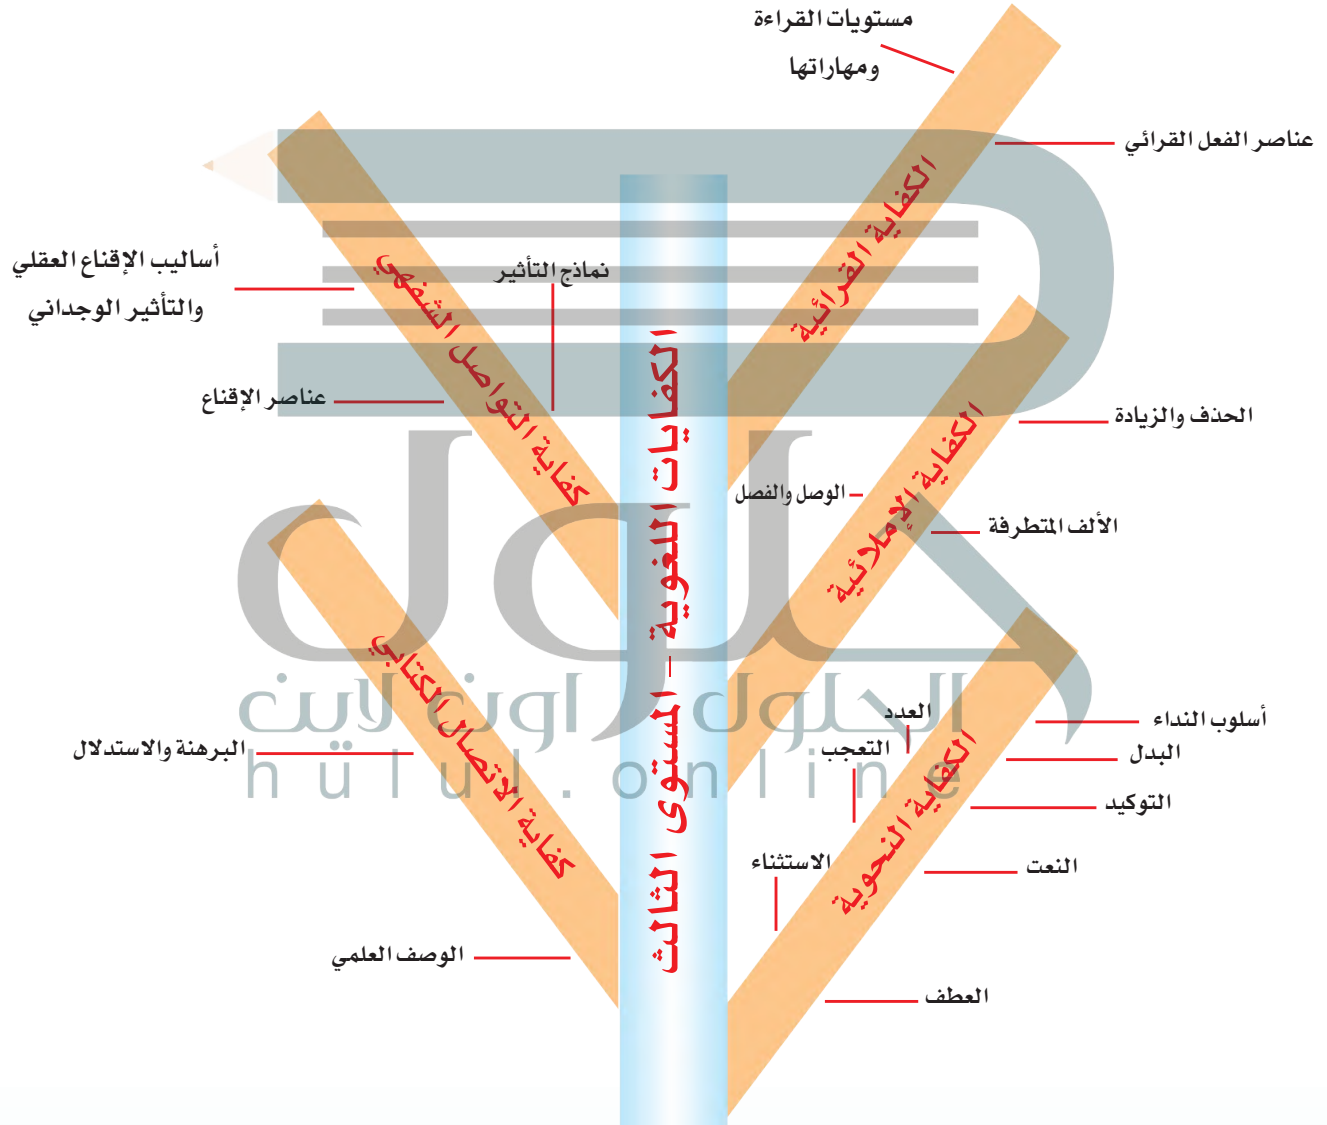 مستويات القراءة
ومهاراتها
عناصر الفعل القرائي
الكفاية القرائية
أساليب الإقناع العقلي
والتأثير الوجداني
نماذج التأثير
عناصر الإقناع
كفاية التواصل الشفهي
الحذف والزيادة
الوصل والفصل
الألف المتطرفة
الكفاية الإملائية
الكفايات اللغوية – المستوى الثالث
حلول
الحلول اون لاين
hülul.online
كفاية الاتصال الكتابي
البرهنة والاستدلال
الوصف العلمي
العدد
التعجب
الاستثناء
الكفاية النحوية
أسلوب النداء
البدل
التوكيد
النعت
العطف